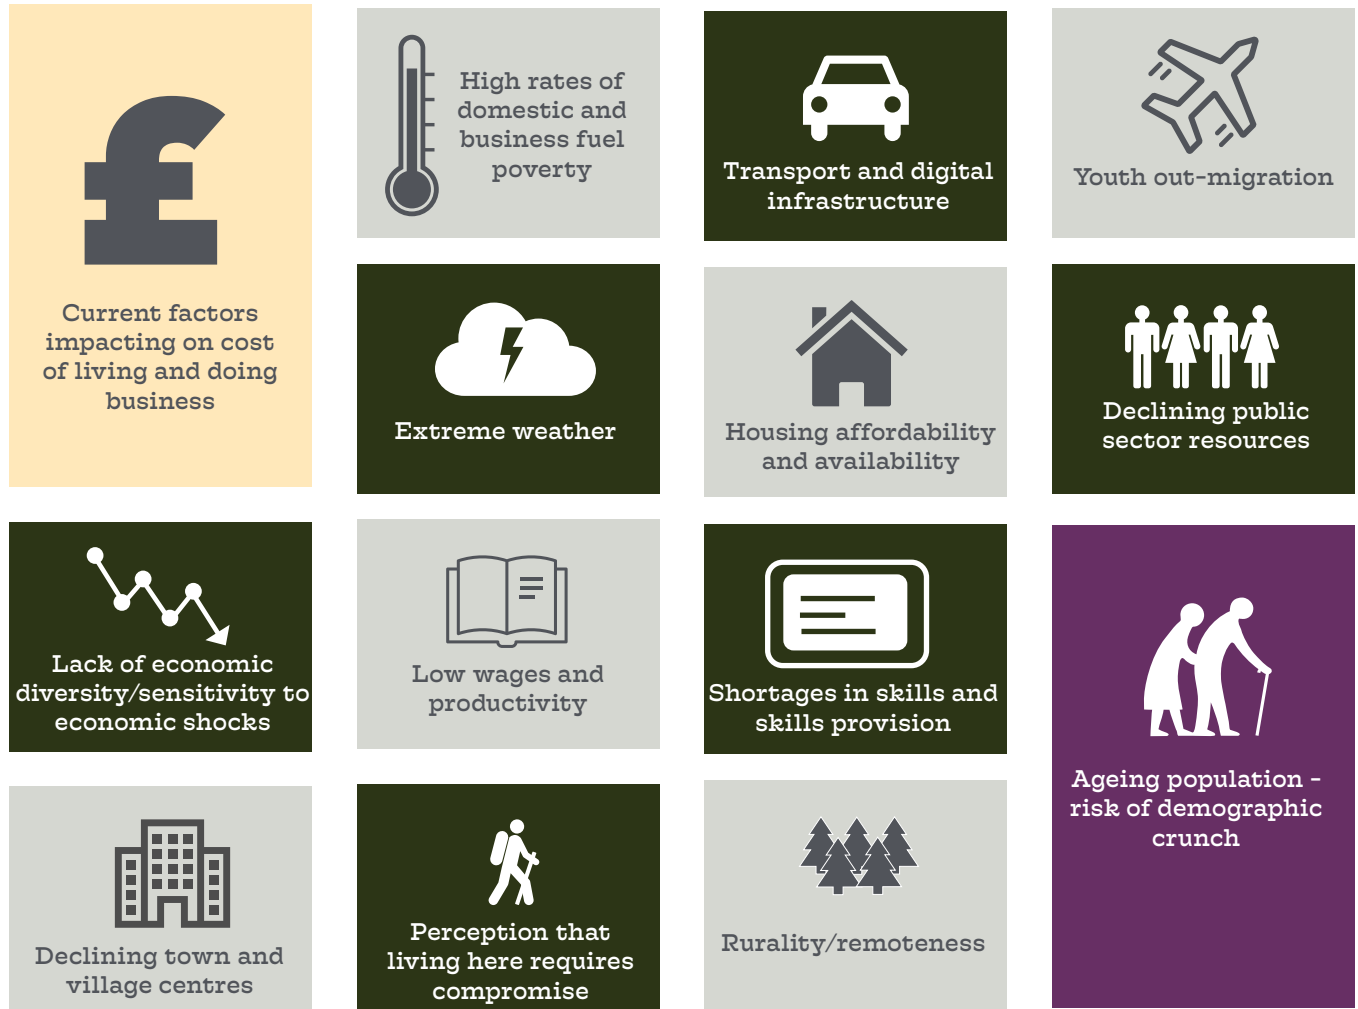 Current factors
impacting on cost
of living and doing
business
High rates of
domestic and
business fuel
poverty
Transport and digital
infrastructure
Youth out-migration
Extreme weather
Housing affordability
and availability
Declining public
sector resources
Lack of economic
diversity/sensitivity to
economic shocks
Low wages and
productivity
Shortages in skills and
skills provision
Ageing population -
risk of demographic
crunch
Declining town and
village centres
Perception that
living here requires
compromise
Rurality/remoteness